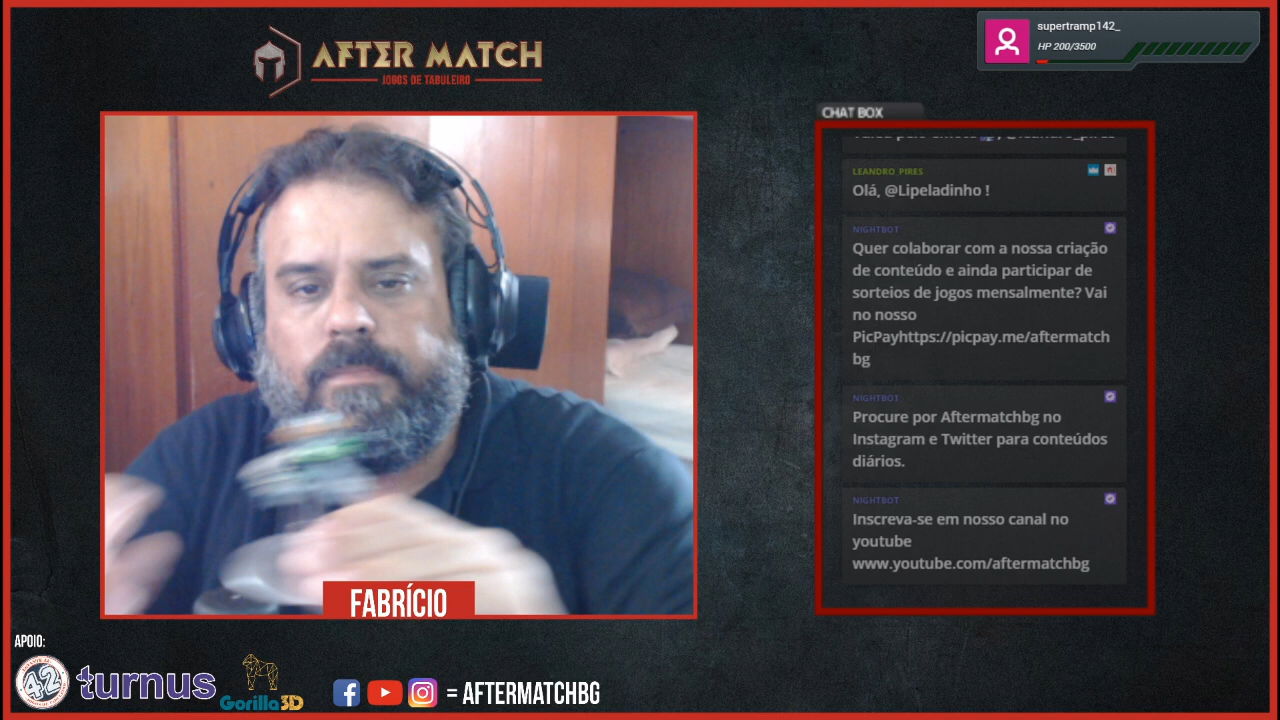 AFTER MATCH
JOGOS DE TABULEIRO
supertramp142_
HP 200/3500
CHAT BOX
LEANDRO_PIRES
Olá, @Lipeladinho !
NIGHTBOT
Quer colaborar com a nossa criação
de conteúdo e ainda participar de
sorteios de jogos mensalmente? Vai
no nosso
PicPayhttps://picpay.me/aftermatch
bg
NIGHTBOT
Procure por Aftermatchbg no
Instagram e Twitter para conteúdos
diários.
NIGHTBOT
Inscreva-se em nosso canal no
youtube
www.youtube.com/aftermatchbg
FABRÍCIO
APOIO:
42
turnus
Gorilla3D
= AFTERMATCHBG